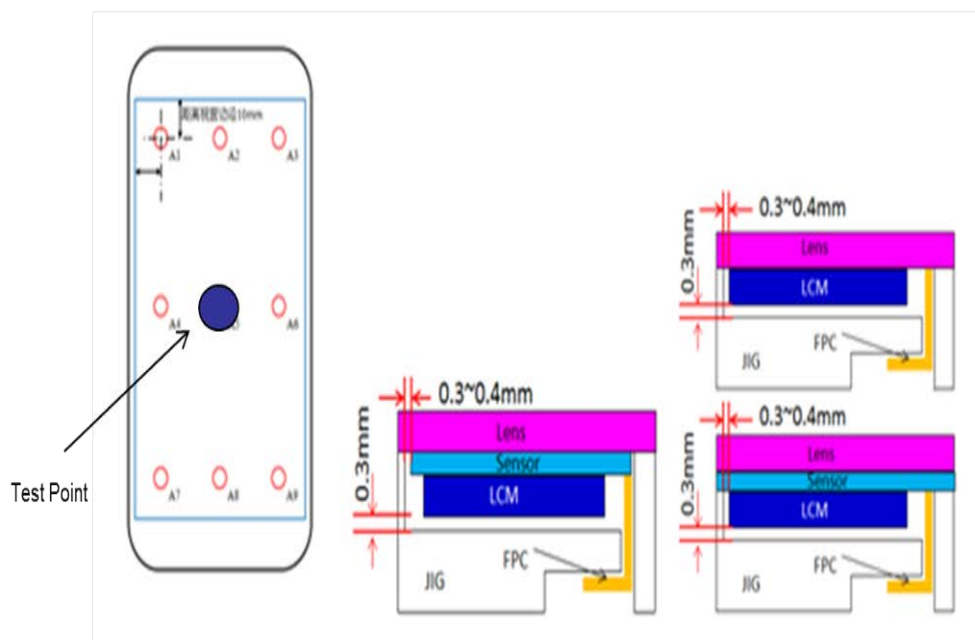 距离视窗边沿10mm
A1
A2
A3
A4
A6
A7
A8
A9
Test Point
0.3~0.4mm
0.3mm
Lens
Sensor
LCM
FPC
JIG
0.3~0.4mm
0.3mm
Lens
LCM
FPC
JIG
0.3~0.4mm
0.3mm
Lens
Sensor
LCM
FPC
JIG